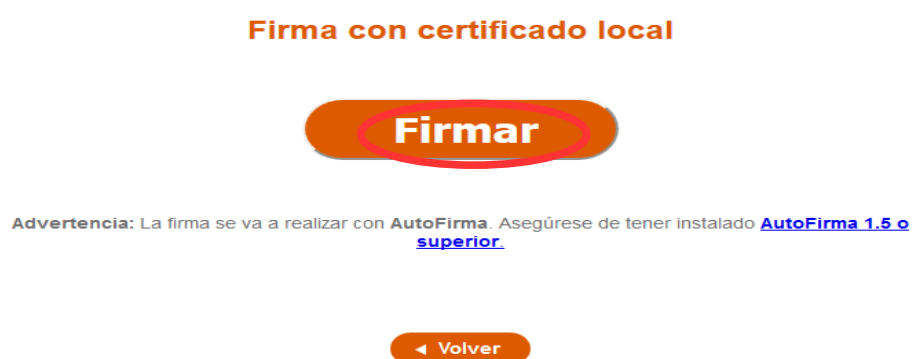 Firma con certificado local
Firmar
Advertencia: La firma se va a realizar con AutoFirma. Asegúrese de tener instalado AutoFirma 1.5 o
superior.
◄ Volver